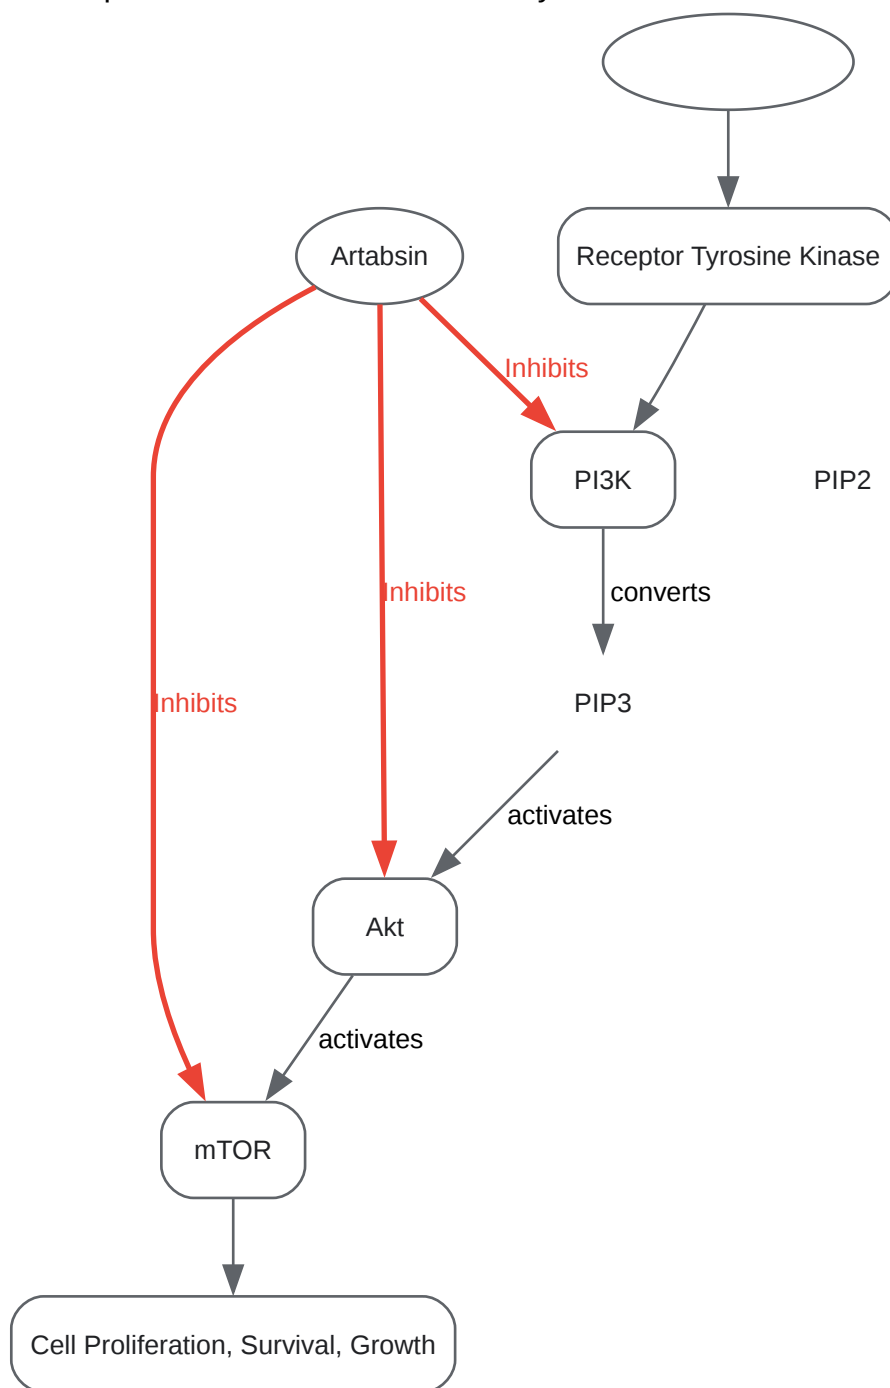 Artabsin
Receptor Tyrosine Kinase
Inhibits
PI3K
PIP2
Inhibits
converts
Inhibits
PIP3
activates
Akt
activates
mTOR
Cell Proliferation, Survival, Growth